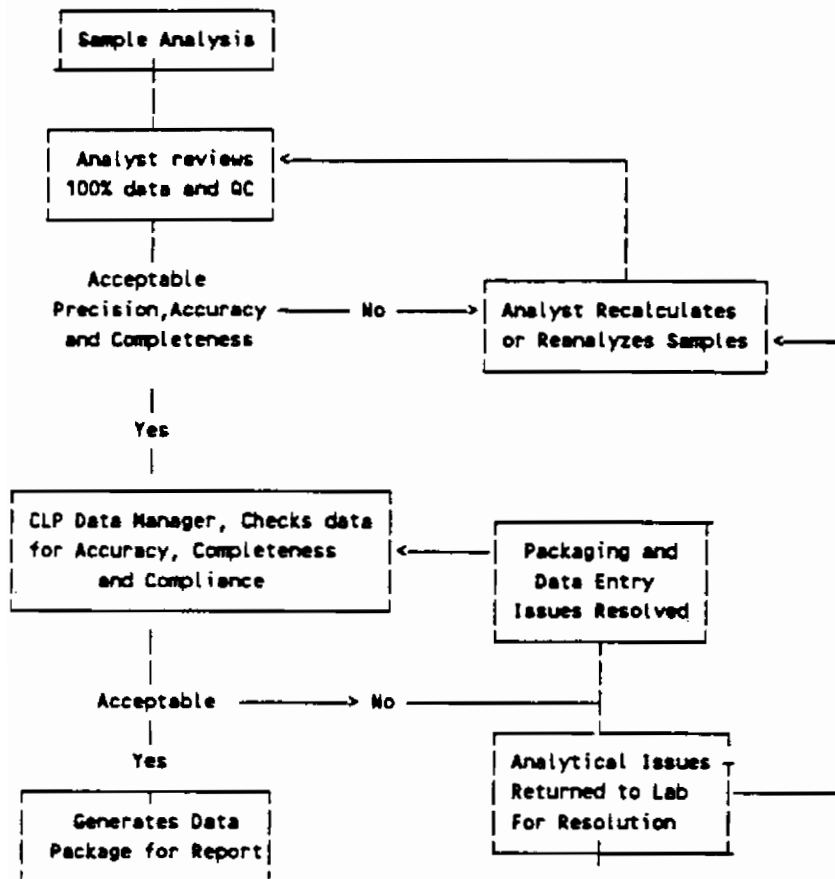 Sample Analysis
Analyst reviews
100% data and QC
Acceptable
Precision,Accuracy
and Completeness
No
Analyst Recalculates
or Reanalyzes Samples
Yes
CLP Data Manager, Checks data
for Accuracy, Completeness
and Compliance
Packaging and
Data Entry
Issues Resolved
Acceptable
No
Yes
Analytical Issues
Returned to Lab
For Resolution
Generates Data
Package for Report